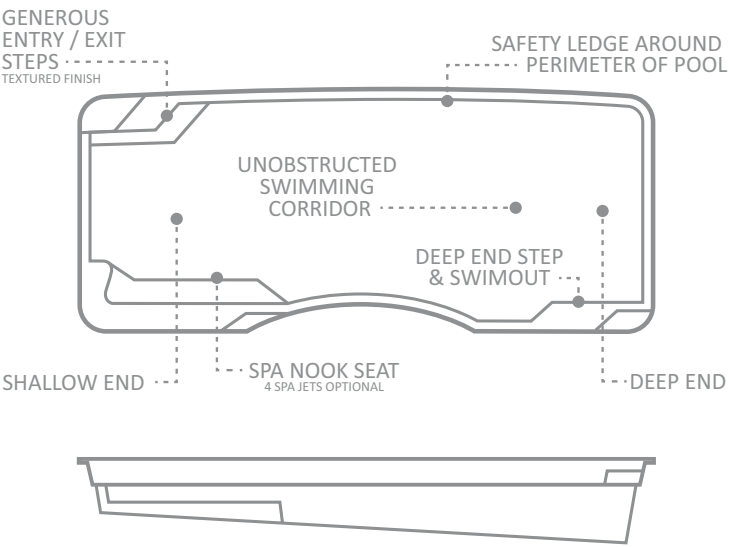 GENEROUS
ENTRY / EXIT
STEPS
TEXTURED FINISH
SAFETY LEDGE AROUND
PERIMETER OF POOL
UNOBSTRUCTED
SWIMMING
CORRIDOR
DEEP END STEP
& SWIMOUT
SHALLOW END
SPA NOOK SEAT
4 SPA JETS OPTIONAL
DEEP END